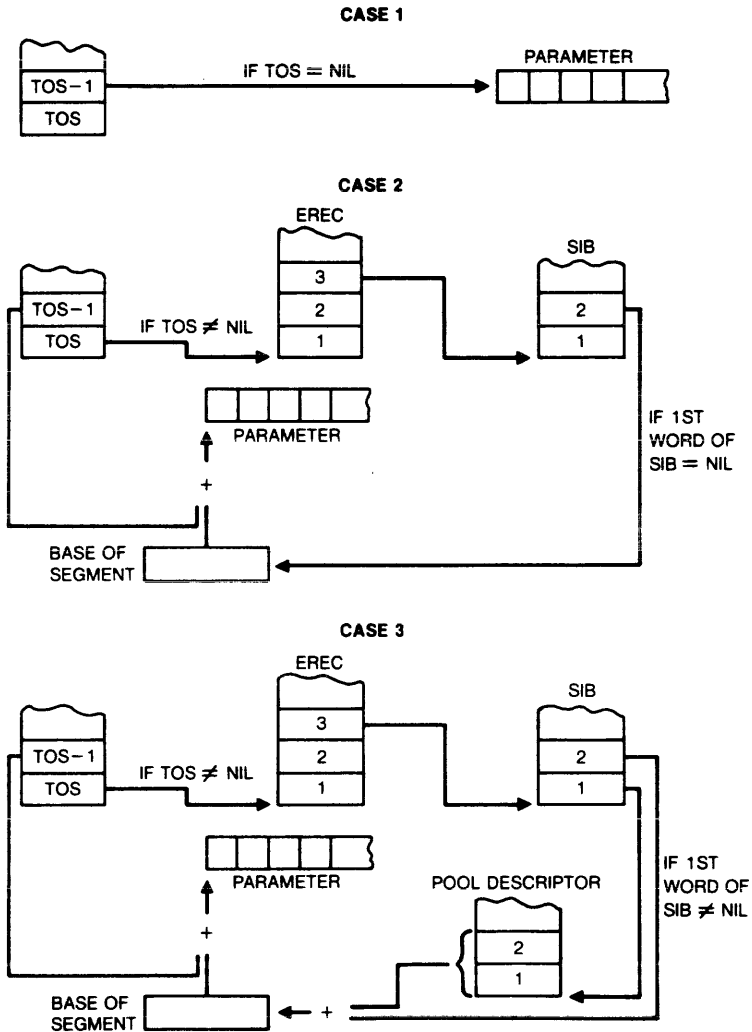 CASE 1
IF TOS = NIL
PARAMETER
TOS−1
TOS
CASE 2
EREC
SIB
3
TOS−1
2
2
IF TOS ≠ NIL
TOS
1
1
PARAMETER
IF 1ST
WORD OF
SIB = NIL
+
BASE OF
SEGMENT
CASE 3
EREC
SIB
3
TOS−1
2
2
IF TOS ≠ NIL
TOS
1
1
PARAMETER
IF 1ST
WORD OF
SIB ≠ NIL
POOL DESCRIPTOR
+
2
1
BASE OF
SEGMENT
+